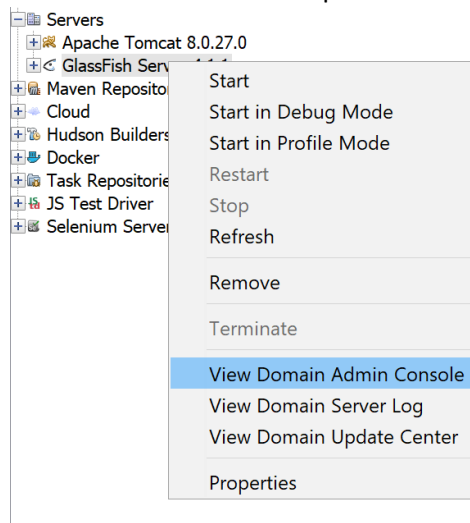 Servers
Apache Tomcat 8.0.27.0
GlassFish Serv
Maven Reposito
Cloud
Hudson Builders
Docker
Task Repositorie
JS Test Driver
Selenium Server
Start
Start in Debug Mode
Start in Profile Mode
Restart
Stop
Refresh
Remove
Terminate
View Domain Admin Console
View Domain Server Log
View Domain Update Center
Properties